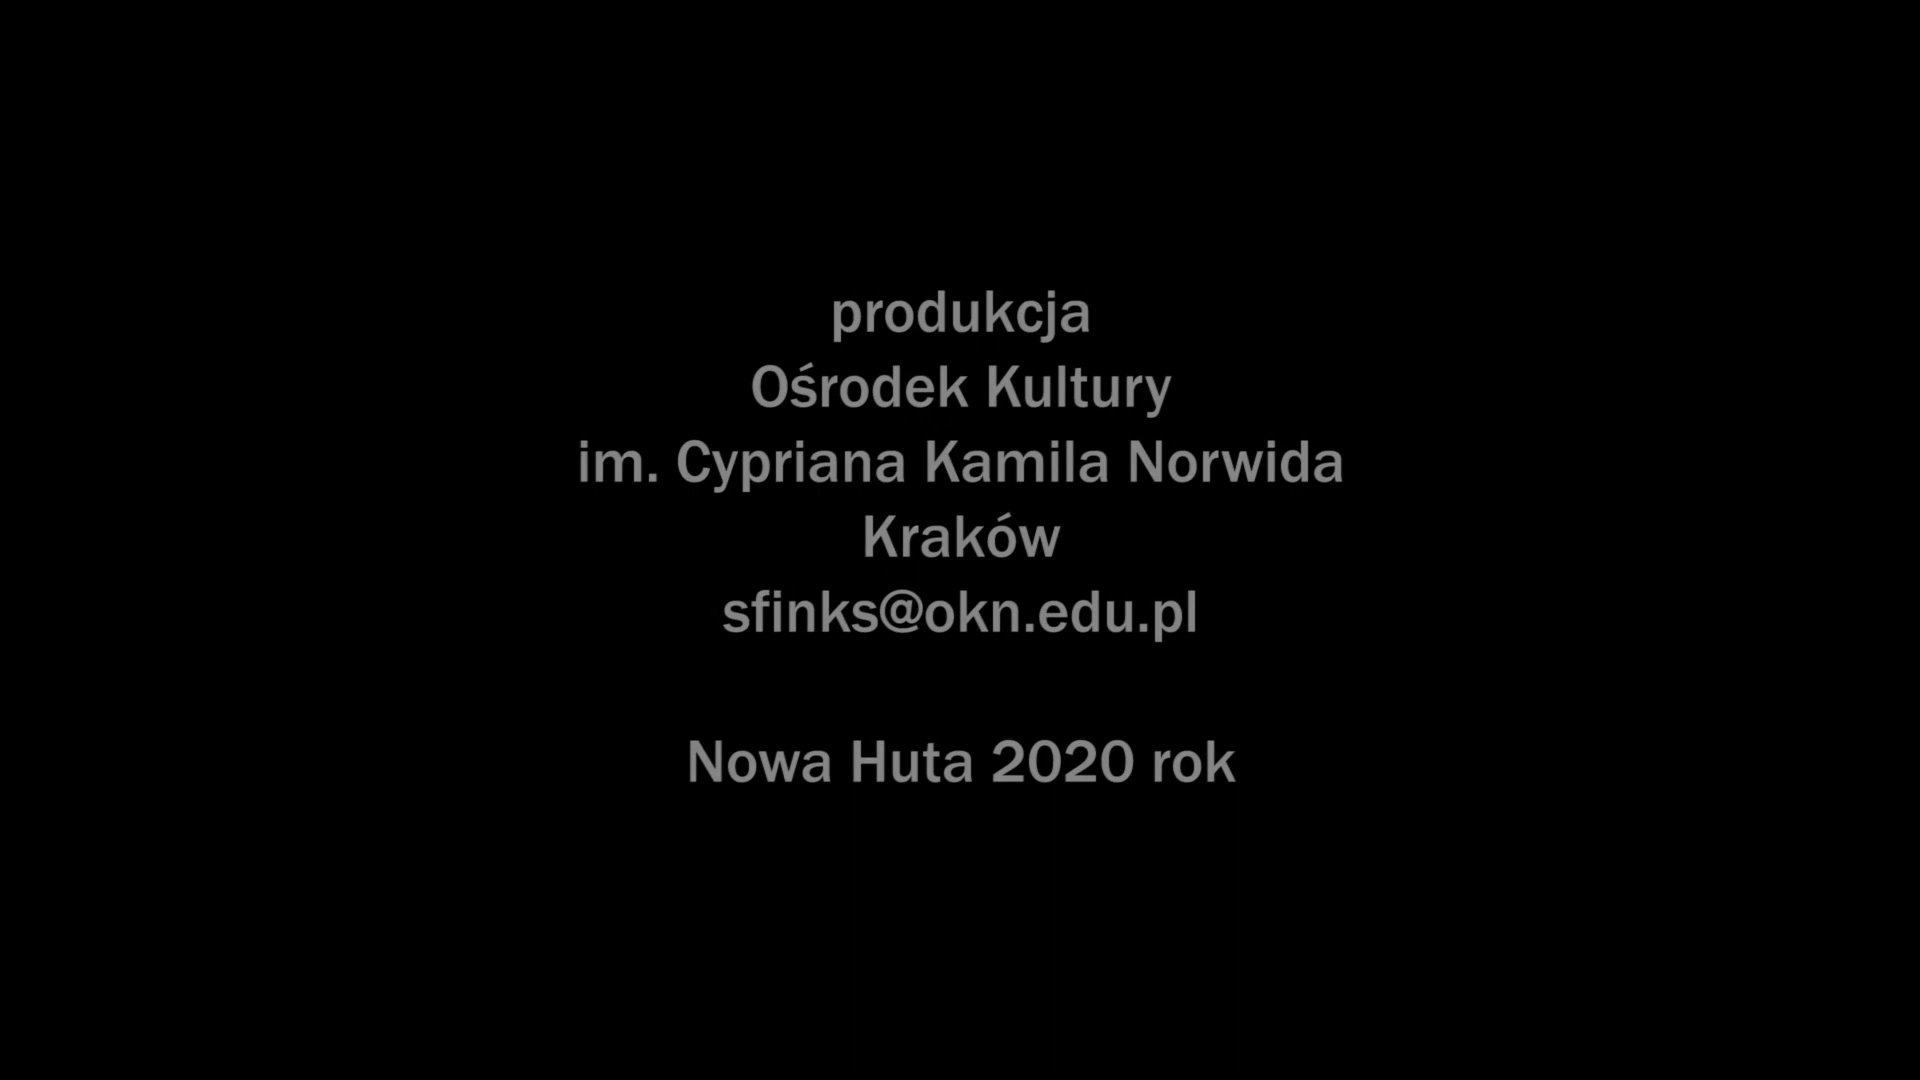 produkcja
Ośrodek Kultury
im. Cypriana Kamila Norwida
Kraków
sfinks@okn.edu.pl
Nowa Huta 2020 rok